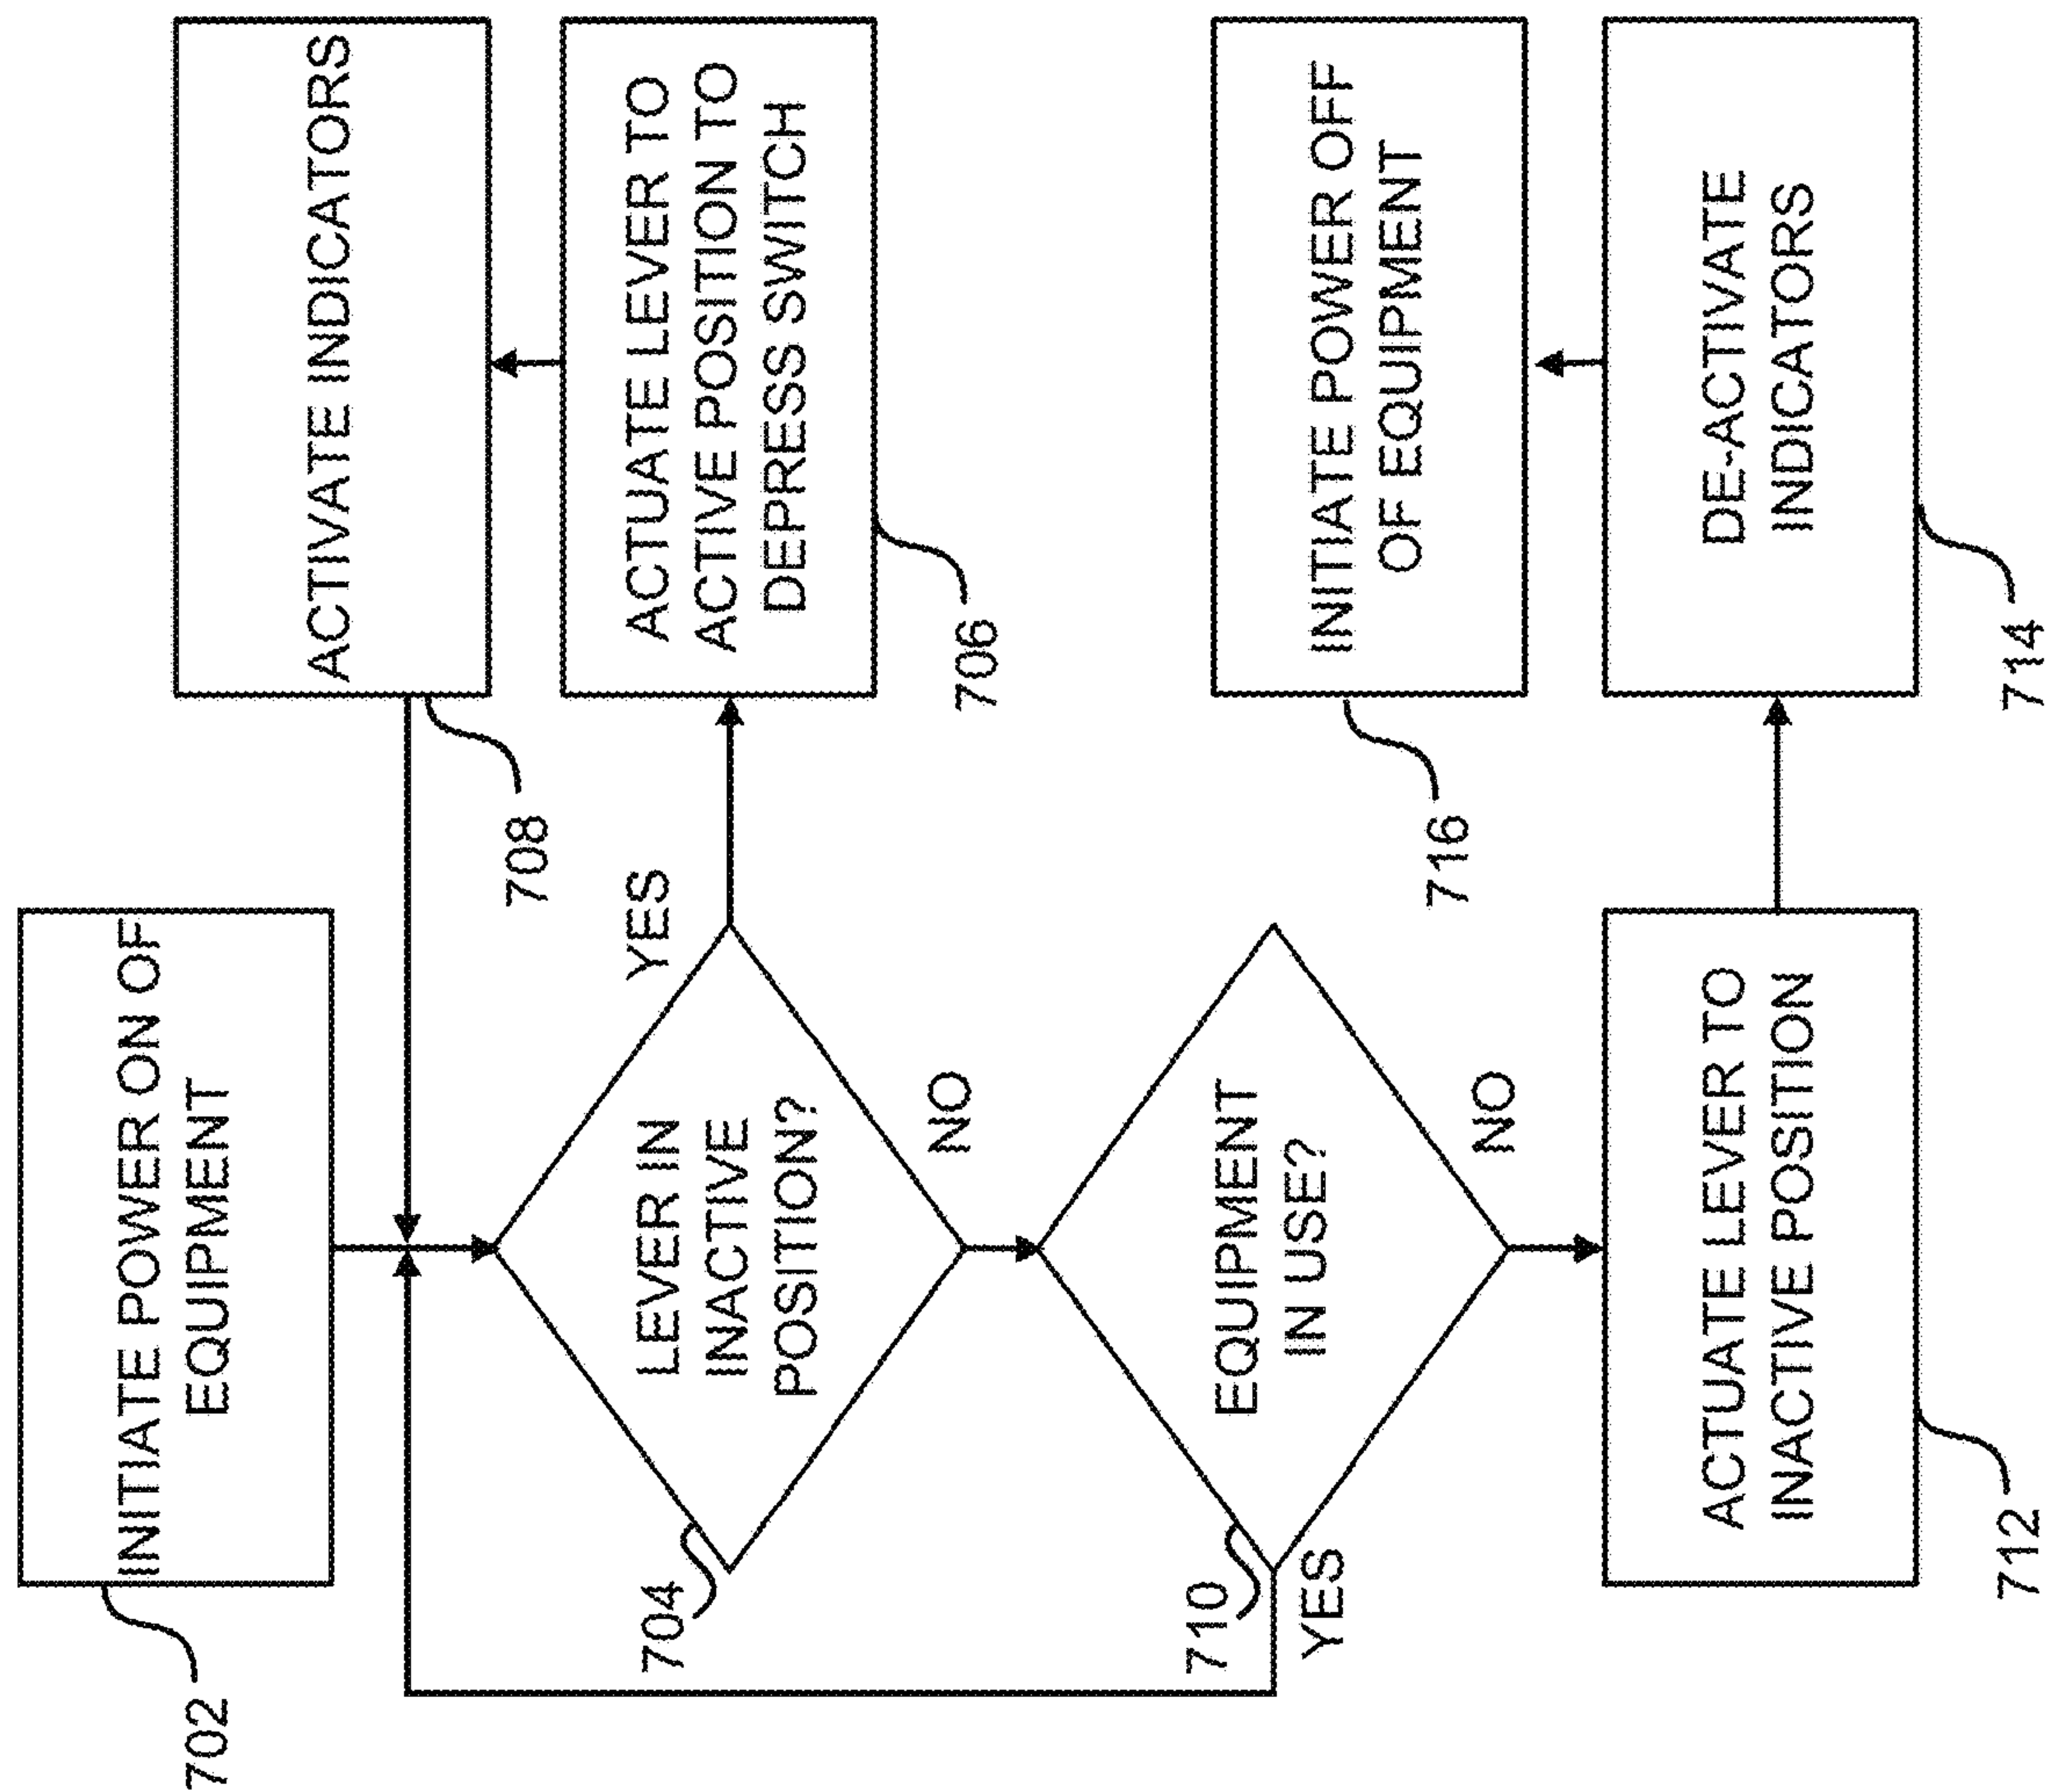 702
INITIATE POWER ON OF
EQUIPMENT
704
LEVER IN
INACTIVE
POSITION?
YES
NO
706
ACTUATE LEVER TO
ACTIVE POSITION TO
DEPRESS SWITCH
708
ACTIVATE INDICATORS
710
EQUIPMENT
IN USE?
YES
NO
712
ACTUATE LEVER TO
INACTIVE POSITION
714
DE-ACTIVATE
INDICATORS
716
INITIATE POWER OFF
OF EQUIPMENT